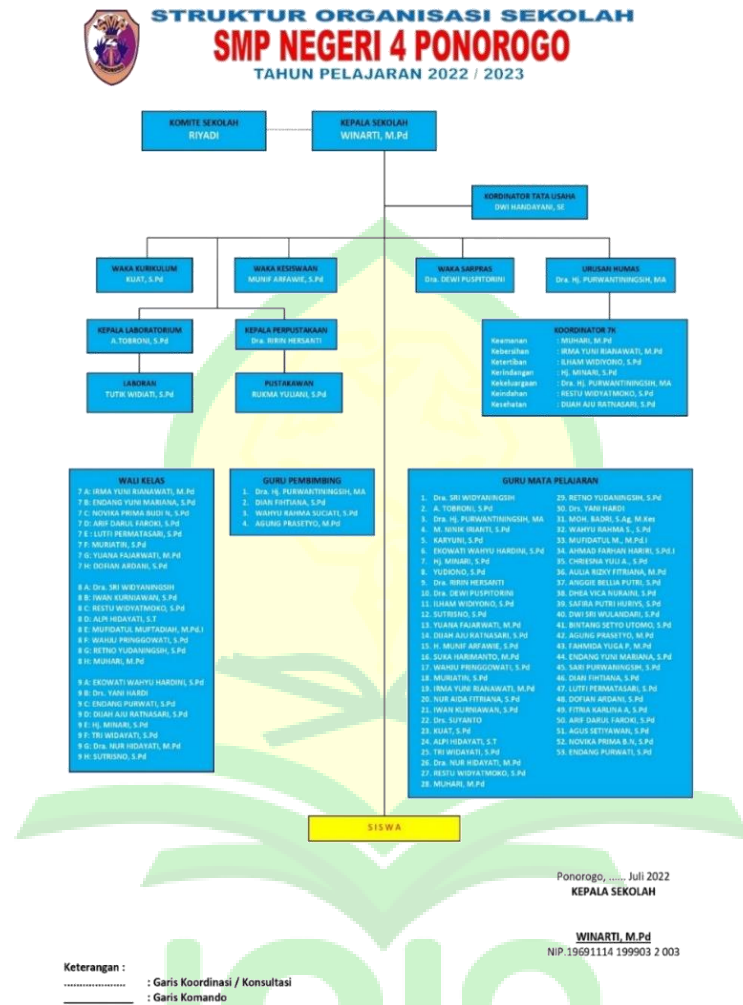 STRUKTUR ORGANISASI SEKOLAH
SMP NEGERI 4 PONOROGO
TAHUN PELAJARAN 2022 / 2023
KOMITE SEKOLAH
RIYADI
KEPALA SEKOLAH
WINARTI, M.Pd
KORDINATOR TATA USAHA
DWI HANDAYANI, SE
WAKA KURIKULUM
KUAT, S.Pd
WAKA KESISWAAN
MUNIF ARFAWIE, S.Pd
WAKA SARPRAS
Dra. DEWI PUSPITORINI
URUSAN HUMAS
Dra. Hj. PURWANTININGSIH, MA
KEPALA LABORATORIUM
A.TOBRONI, S.Pd
KEPALA PERPUSTAKAAN
Dra. RIRIN HERSANTI
LABORAN
TUTIK WIDIATI, S.Pd
PUSTAKAWAN
RUKMA YULIANI, S.Pd
KOORDINATOR 7K
Keamanan : MUHARI, M.Pd
Kebersihan : IRMA YUNI RIANAWATI, M.Pd
Ketertiban : ILHAM WIDIYONO, S.Pd
Kerindangan : Hj. MINARI, S.Pd
Kekeluargaan : Dra. Hj. PURWANTININGSIH, MA
Keindahan : RESTU WIDYATMOKO, S.Pd
Kesehatan : DIJAH AJU RATNASARI, S.Pd
WALI KELAS
7 A: IRMA YUNI RIANAWATI, M.Pd
7 B: ENDANG YUNI MARIANA, S.Pd
7 C: NOVIKA PRIMA BUDI N, S.Pd
7 D: ARIF DARUL FAROKI, S.Pd
7 E : LUTFI PERMATASARI, S.Pd
7 F: MURIATIN, S.Pd
7 G: YUANA FAJARWATI, M.Pd
7 H: DOFIAN ARDANI, S.Pd
8 A: Dra. SRI WIDYANINGSIH
8 B: IWAN KURNIAWAN, S.Pd
8 C: RESTU WIDYATMOKO, S.Pd
8 D: ALPI HIDAYATI, S.T
8 E: MUFIDATUL MUFTADIAH, M.Pd.I
8 F: WAHJU PRINGGOWATI, S.Pd
8 G: RETNO YUDANINGSIH, S.Pd
8 H: MUHARI, M.Pd
9 A: EKOWATI WAHYU HARDINI, S.Pd
9 B: Drs. YANI HARDI
9 C: ENDANG PURWATI, S.Pd
9 D: DIJAH AJU RATNASARI, S.Pd
9 E: Hj. MINARI, S.Pd
9 F: TRI WIDAYATI, S.Pd
9 G: Dra. NUR HIDAYATI, M.Pd
9 H: SUTRISNO, S.Pd
GURU PEMBIMBING
1. Dra. Hj. PURWANTININGSIH, MA
2. DIAN FIHTIANA, S.Pd
3. WAHYU RAHMA SUCIATI, S.Pd
4. AGUNG PRASETYO, M.Pd
GURU MATA PELAJARAN
1. Dra. SRI WIDYANINGSIH
2. A. TOBRONI, S.Pd
3. Dra. Hj. PURWANTININGSIH, MA
4. M. NINIK IRIANTI, S.Pd
5. KARYUNI, S.Pd
6. EKOWATI WAHYU HARDINI, S.Pd
7. Hj. MINARI, S.Pd
8. YUDIONO, S.Pd
9. Dra. RIRIN HERSANTI
10. Dra. DEWI PUSPITORINI
11. ILHAM WIDIYONO, S.Pd
12. SUTRISNO, S.Pd
13. YUANA FAJARWATI, M.Pd
14. DIJAH AJU RATNASARI, S.Pd
15. H. MUNIF ARFAWIE, S.Pd
16. SUKA HARIMANTO, M.Pd
17. WAHJU PRINGGOWATI, S.Pd
18. MURIATIN, S.Pd
19. IRMA YUNI RIANAWATI, M.Pd
20. NUR AIDA FITRIANA, S.Pd
21. IWAN KURNIAWAN, S.Pd
22. Drs. SUYANTO
23. KUAT, S.Pd
24. ALPI HIDAYATI, S.T
25. TRI WIDAYATI, S.Pd
26. Dra. NUR HIDAYATI, M.Pd
27. RESTU WIDYATMOKO, S.Pd
28. MUHARI, M.Pd
29. RETNO YUDANINGSIH, S.Pd
30. Drs. YANI HARDI
31. MOH. BADRI, S.Ag, M.Kes
32. WAHYU RAHMA S., S.Pd
33. MUFIDATUL M., M.Pd.I
34. AHMAD FARHAN HARIRI, S.Pd.I
35. CHRIESNA YULI A., S.Pd
36. AULIA RIZKY FITRIANA, M.Pd
37. ANGGIE BELLIA PUTRI, S.Pd
38. DHEA VICA NURAINI, S.Pd
39. SAFIRA PUTRI HURIYS, S.Pd
40. DWI SRI WULANDARI, S.Pd
41. BINTANG SETYO UTOMO, S.Pd
42. AGUNG PRASETYO, M.Pd
43. FAHMIDA YUGA P, M.Pd
44. ENDANG YUNI MARIANA, S.Pd
45. SARI PURWANINGSIH, S.Pd
46. DIAN FIHTIANA, S.Pd
47. LUTFI PERMATASARI, S.Pd
48. DOFIAN ARDANI, S.Pd
49. FITRIA KARLINA A, S.Pd
50. ARIF DARUL FAROKI, S.Pd
51. AGUS SETIYAWAN, S.Pd
52. NOVIKA PRIMA B.N, S.Pd
53. ENDANG PURWATI, S.Pd
SISWA
Ponorogo, ...... Juli 2022
KEPALA SEKOLAH
WINARTI, M.Pd
NIP.19691114 199903 2 003
Keterangan :
................... : Garis Koordinasi / Konsultasi
: Garis Komando